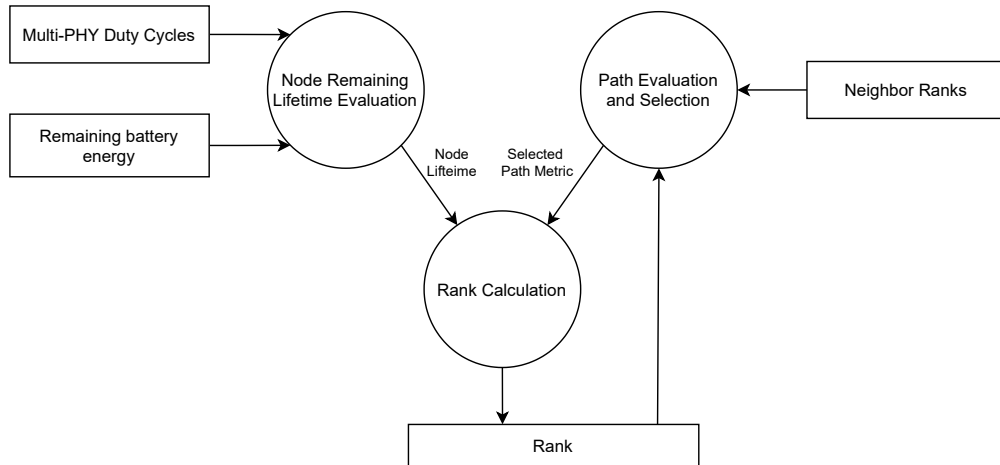 Multi-PHY Duty Cycles
Node Remaining
Lifetime Evaluation
Path Evaluation
and Selection
Neighbor Ranks
Remaining battery
energy
Node
Lifteime
Selected
Path Metric
Rank Calculation
Rank